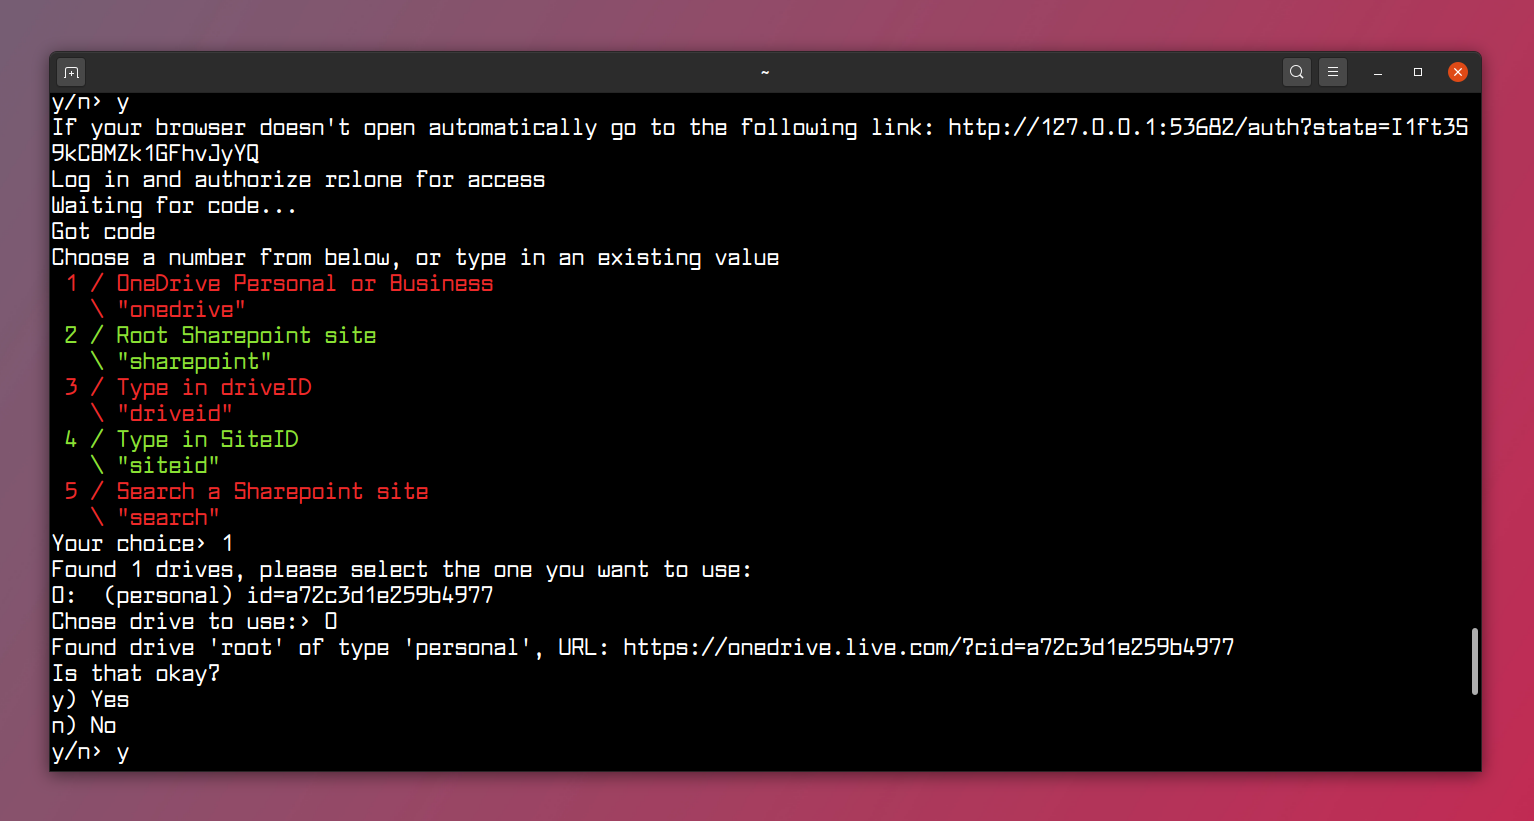 ~
y/n> y
If your browser doesn't open automatically go to the following link: http://127.0.0.1:53682/auth?state=I1ft3S
9kC8MZk1GFhvJyYQ
Log in and authorize rclone for access
Waiting for code...
Got code
Choose a number from below, or type in an existing value
 1 / OneDrive Personal or Business
   \ "onedrive"
 2 / Root Sharepoint site
   \ "sharepoint"
 3 / Type in driveID
   \ "driveid"
 4 / Type in SiteID
   \ "siteid"
 5 / Search a Sharepoint site
   \ "search"
Your choice> 1
Found 1 drives, please select the one you want to use:
0:  (personal) id=a72c3d1e259b4977
Chose drive to use:> 0
Found drive 'root' of type 'personal', URL: https://onedrive.live.com/?cid=a72c3d1e259b4977
Is that okay?
y) Yes
n) No
y/n> y